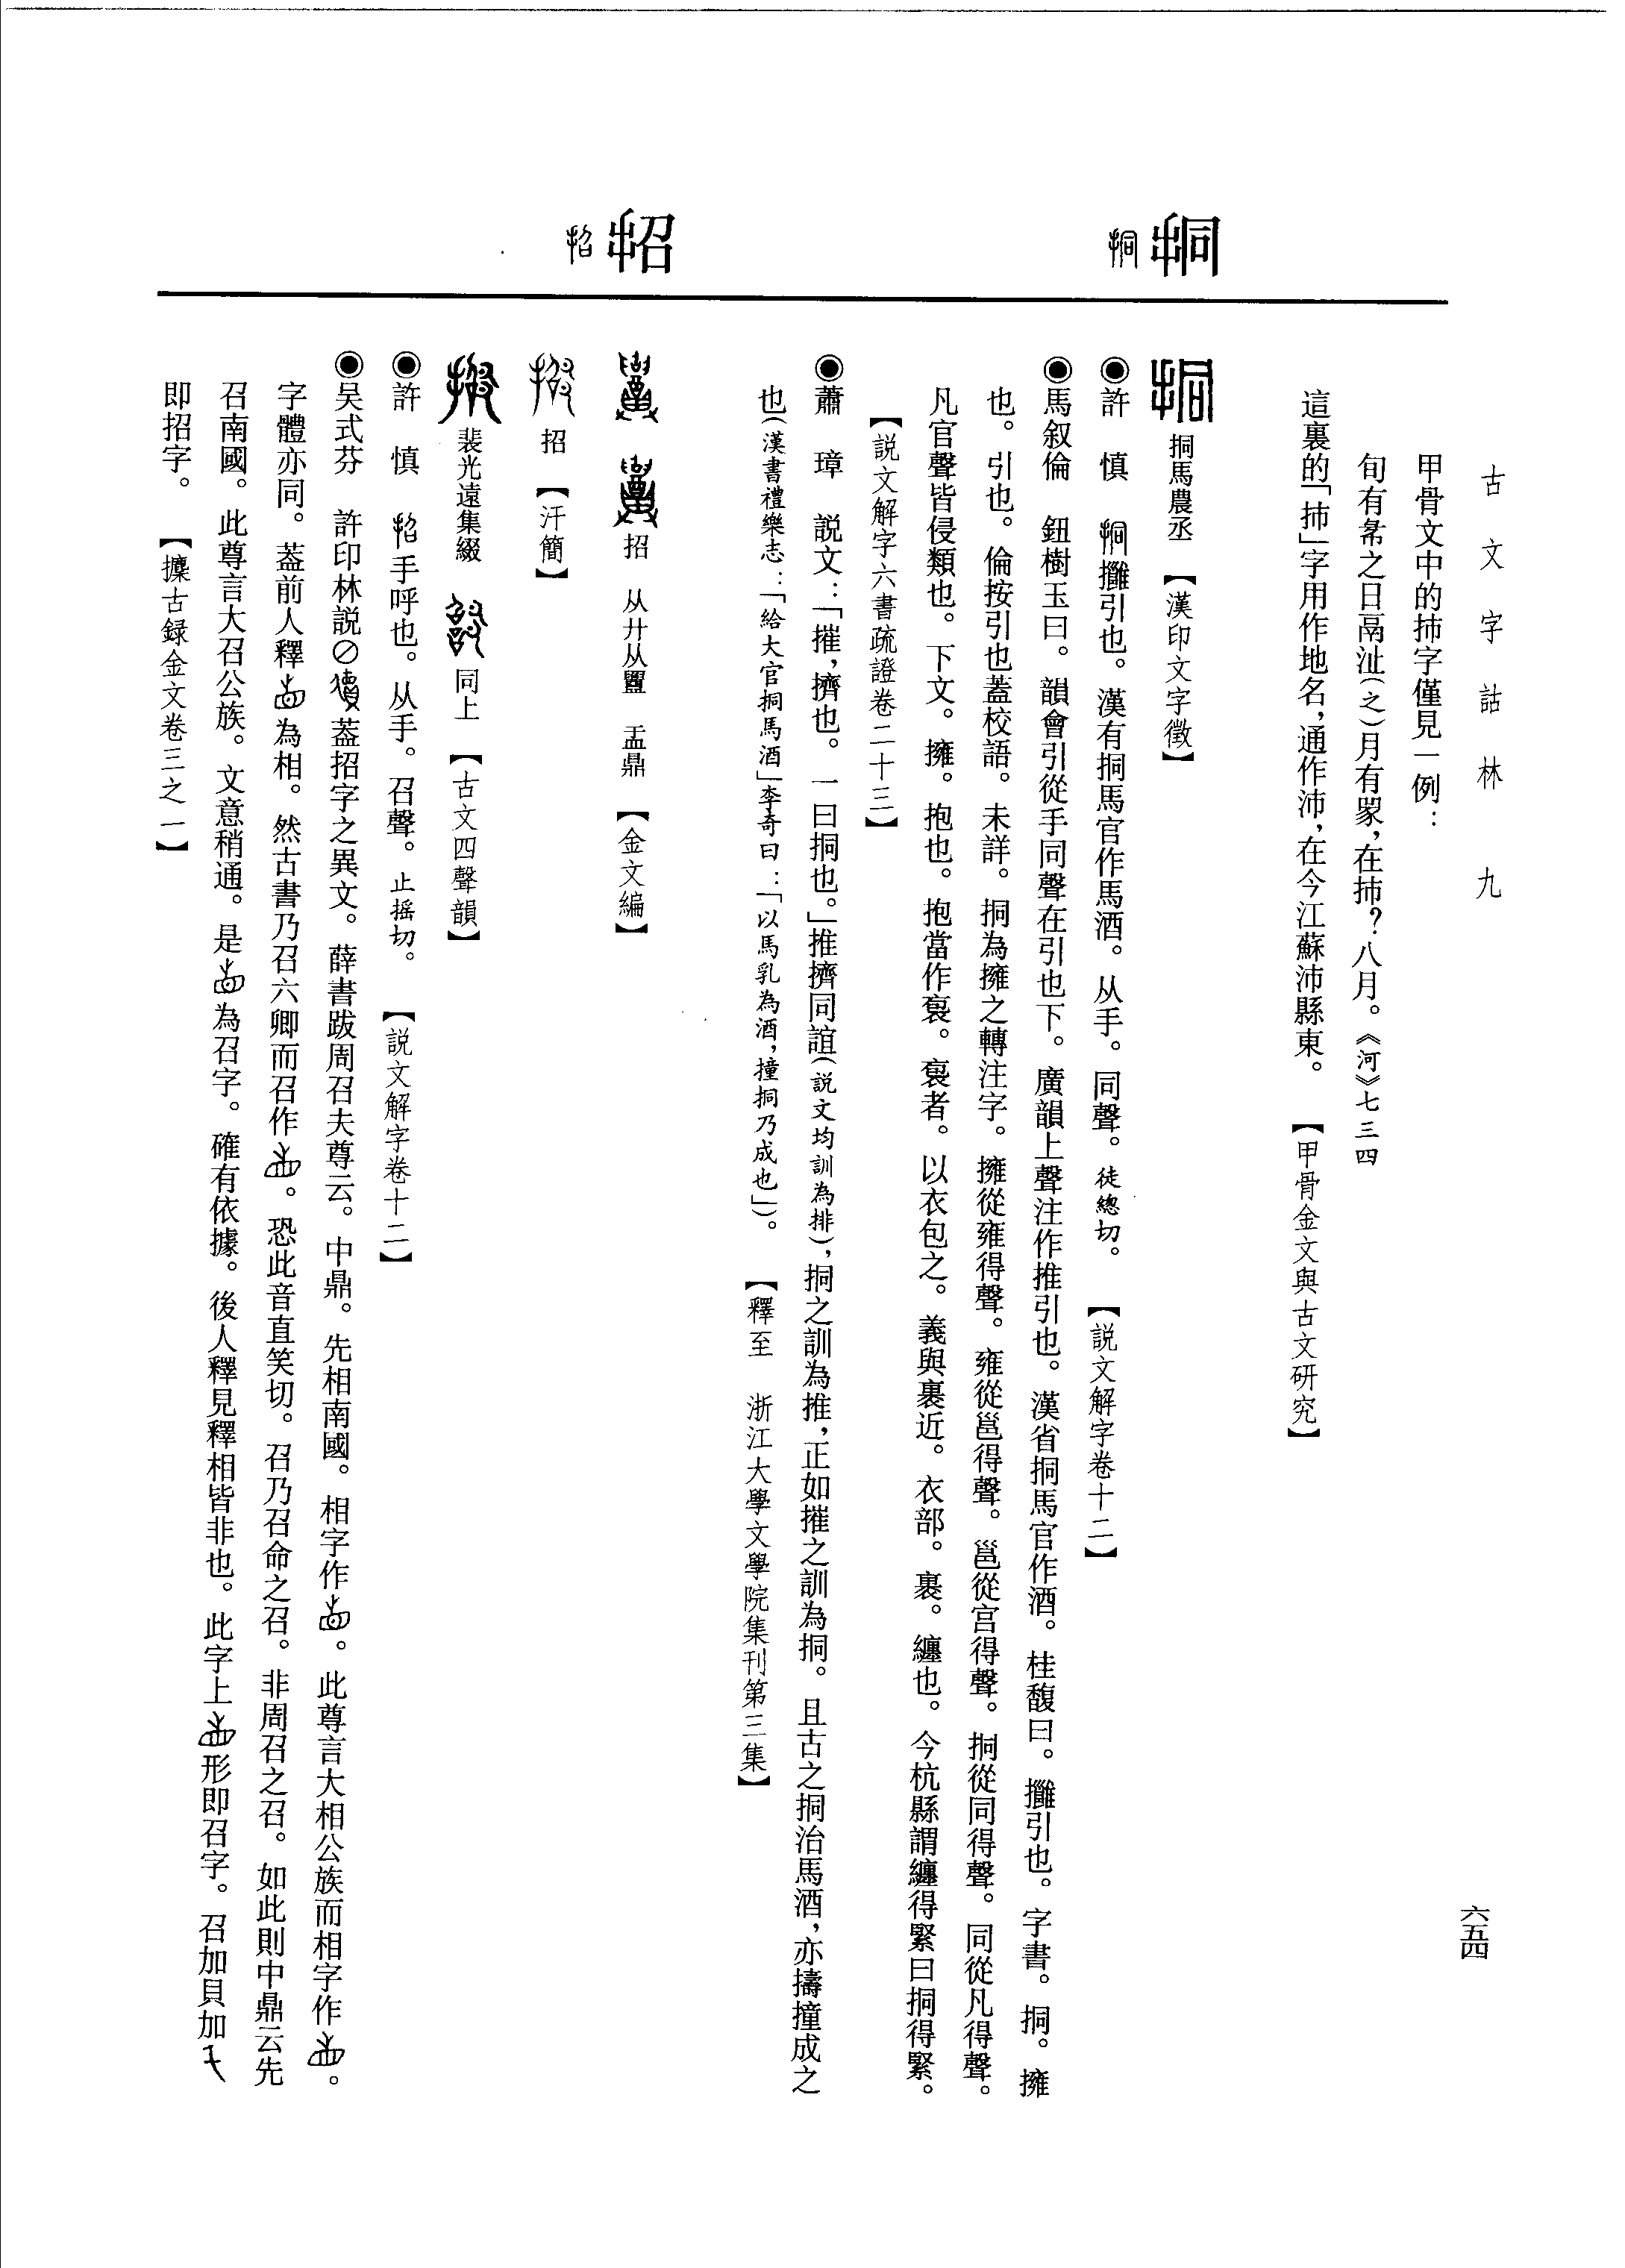 古文字詁林　九
六五四
甲骨文中的抪字僅見一例：
旬有希之日鬲沚（之）月有冡，在抪？八月。《河》七三四
這裏的「抪」字用作地名，通作沛，在今江蘇沛縣東。【甲骨金文與古文研究】
挏
挏馬農丞【漢印文字徵】
◉許　慎　挏攤引也。漢有挏馬官作馬酒。从手。同聲。徒緫切。【説文解字卷十二】
◉馬叙倫　鈕樹玉曰。韻會引從手同聲在引也下。廣韻上聲注作推引也。漢省挏馬官作酒。桂馥曰。攤引也。字書。挏。擁
也。引也。倫按引也蓋校語。未詳。挏為擁之轉注字。擁從雍得聲。雍從邕得聲。邕從宫得聲。挏從同得聲。同從凡得聲。
凡官聲皆侵類也。下文。擁。抱也。抱當作裒。裒者。以衣包之。義與裹近。衣部。裹。纏也。今杭縣謂纏得緊曰挏得緊。
【説文解字六書疏證卷二十三】
◉蕭　璋　説文：「摧，擠也。一曰挏也。」推擠同誼（説文均訓為排），挏之訓為推，正如摧之訓為挏。且古之挏治馬酒，亦擣撞成之
也（漢書禮樂志：「給大官挏馬酒」李奇曰：「以馬乳為酒，撞挏乃成也」）。【釋至　浙江大學文學院集刊第三集】
招
招　从廾从𥂴　盂鼎【金文編】
招【汗簡】
裴光遠集綴　同上【古文四聲韻】
◉許　慎　招手呼也。从手。召聲。止摇切。【説文解字卷十二】
◉吴式芬　許印林説⊘蓋招字之異文。薛書跋周召夫尊云。中鼎。先相南國。相字作。此尊言大相公族而相字作。
字體亦同。蓋前人釋為相。然古書乃召六卿而召作。恐此音直笑切。召乃召命之召。非周召之召。如此則中鼎云先
召南國。此尊言大召公族。文意稍通。是為召字。確有依據。後人釋見釋相皆非也。此字上形即召字。召加貝加
即招字。【攈古録金文卷三之一】